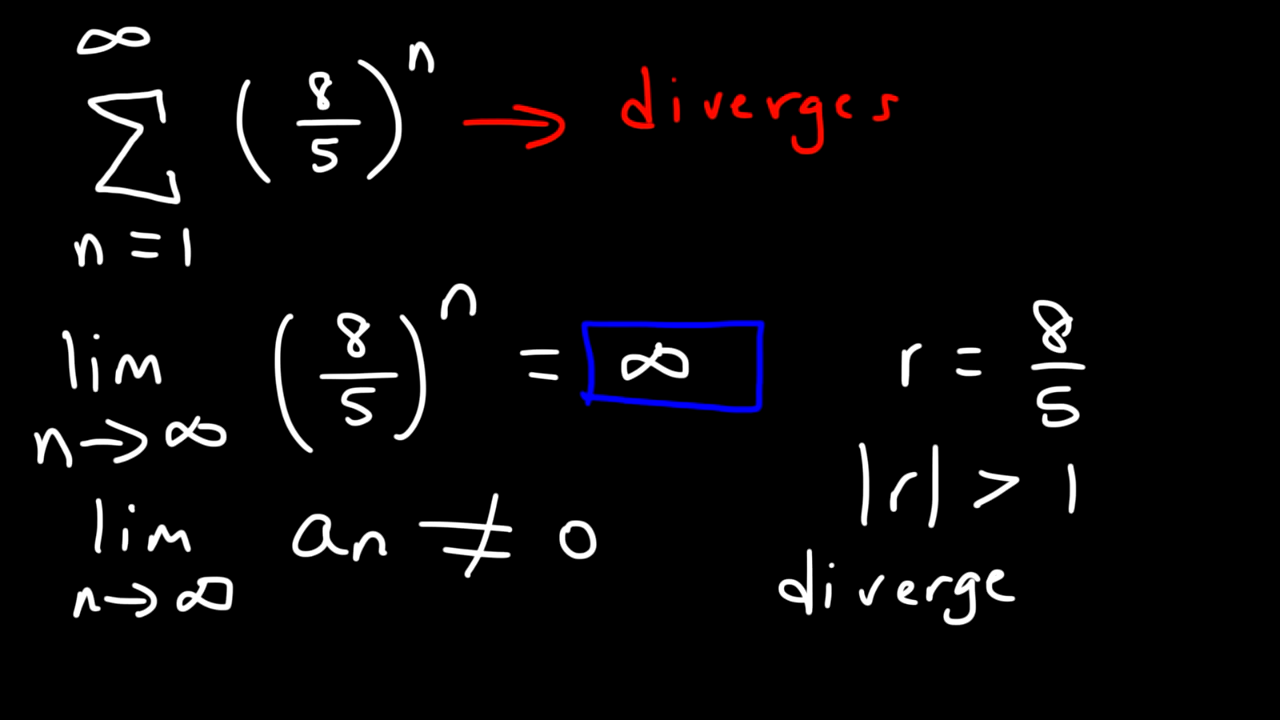 ∞
∑ (8/5)^n → diverges
n = 1
lim (8/5)^n = ∞
n → ∞
lim an ≠ 0
n → ∞
r = 8/5
|r| > 1
diverge